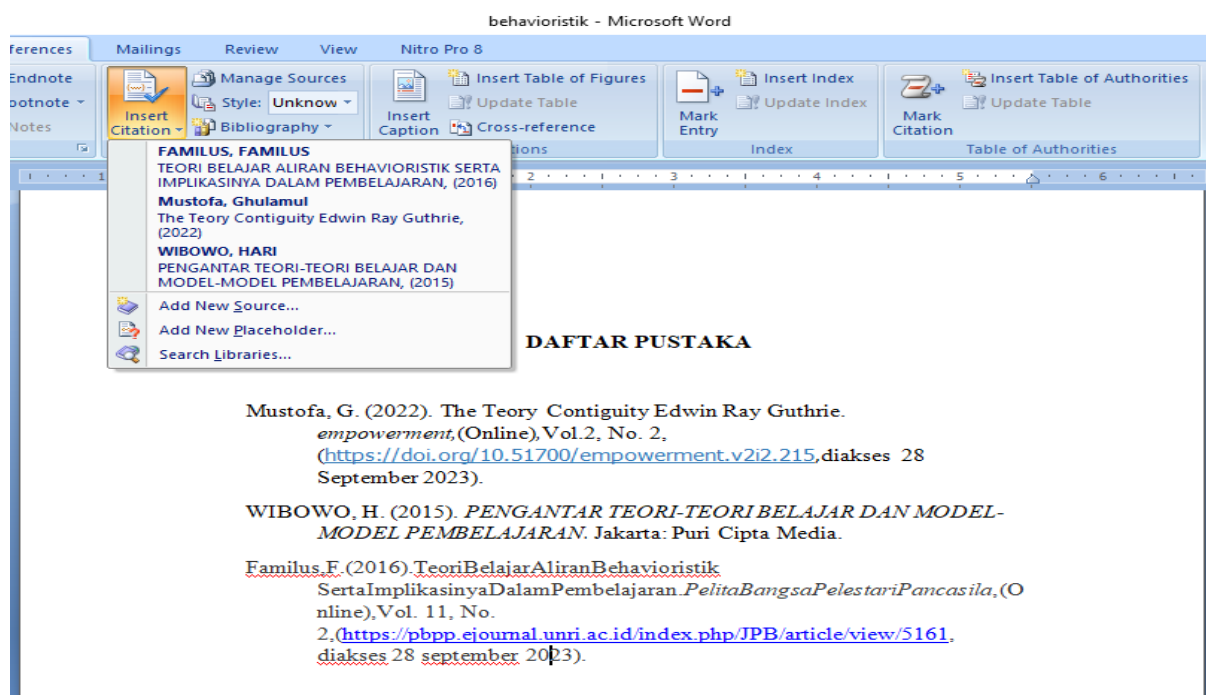 behavioristik - Microsoft Word
ferences Mailings Review View Nitro Pro 8
Endnote
ootnote
Notes
Insert Citation
Manage Sources
Style: Unknow
Bibliography
Insert Caption
Insert Table of Figures
Update Table
Cross-reference
tions
Mark Entry
Insert Index
Update Index
Index
Mark Citation
Insert Table of Authorities
Update Table
Table of Authorities
FAMILUS, FAMILUS
TEORI BELAJAR ALIRAN BEHAVIORISTIK SERTA
IMPLIKASINYA DALAM PEMBELAJARAN, (2016)
Mustofa, Ghulamul
The Teory Contiguity Edwin Ray Guthrie,
(2022)
WIBOWO, HARI
PENGANTAR TEORI-TEORI BELAJAR DAN
MODEL-MODEL PEMBELAJARAN, (2015)
Add New Source...
Add New Placeholder...
Search Libraries...
1 2 3 4 5 6
DAFTAR PUSTAKA
Mustofa, G. (2022). The Teory Contiguity Edwin Ray Guthrie.
empowerment,(Online),Vol.2, No. 2,
(https://doi.org/10.51700/empowerment.v2i2.215,diakses 28
September 2023).
WIBOWO, H. (2015). PENGANTAR TEORI-TEORI BELAJAR DAN MODEL-
MODEL PEMBELAJARAN. Jakarta: Puri Cipta Media.
Familus,F.(2016).TeoriBelajarAliranBehavioristik
SertaImplikasinyaDalamPembelajaran.PelitaBangsaPelestariPancasila,(O
nline),Vol. 11, No.
2,(https://pbpp.ejournal.unri.ac.id/index.php/JPB/article/view/5161,
diakses 28 september 2023).